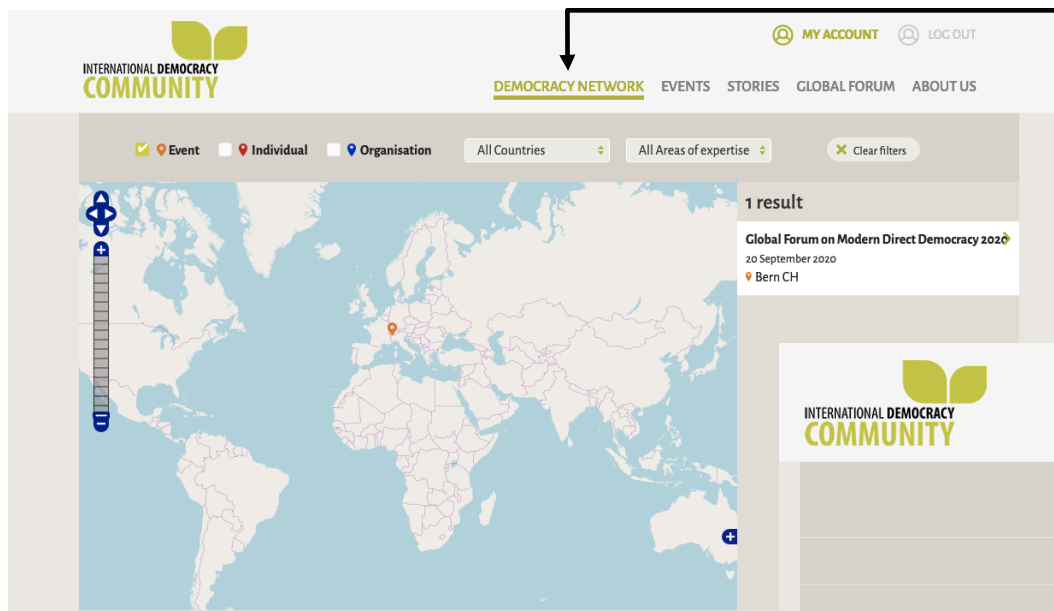 MY ACCOUNT LOG OUT
INTERNATIONAL DEMOCRACY
COMMUNITY
DEMOCRACY NETWORK EVENTS STORIES GLOBAL FORUM ABOUT US
Event Individual Organisation All Countries All Areas of expertise Clear filters
1 result
Global Forum on Modern Direct Democracy 2020
20 September 2020
Bern CH
INTERNATIONAL DEMOCRACY
COMMUNITY